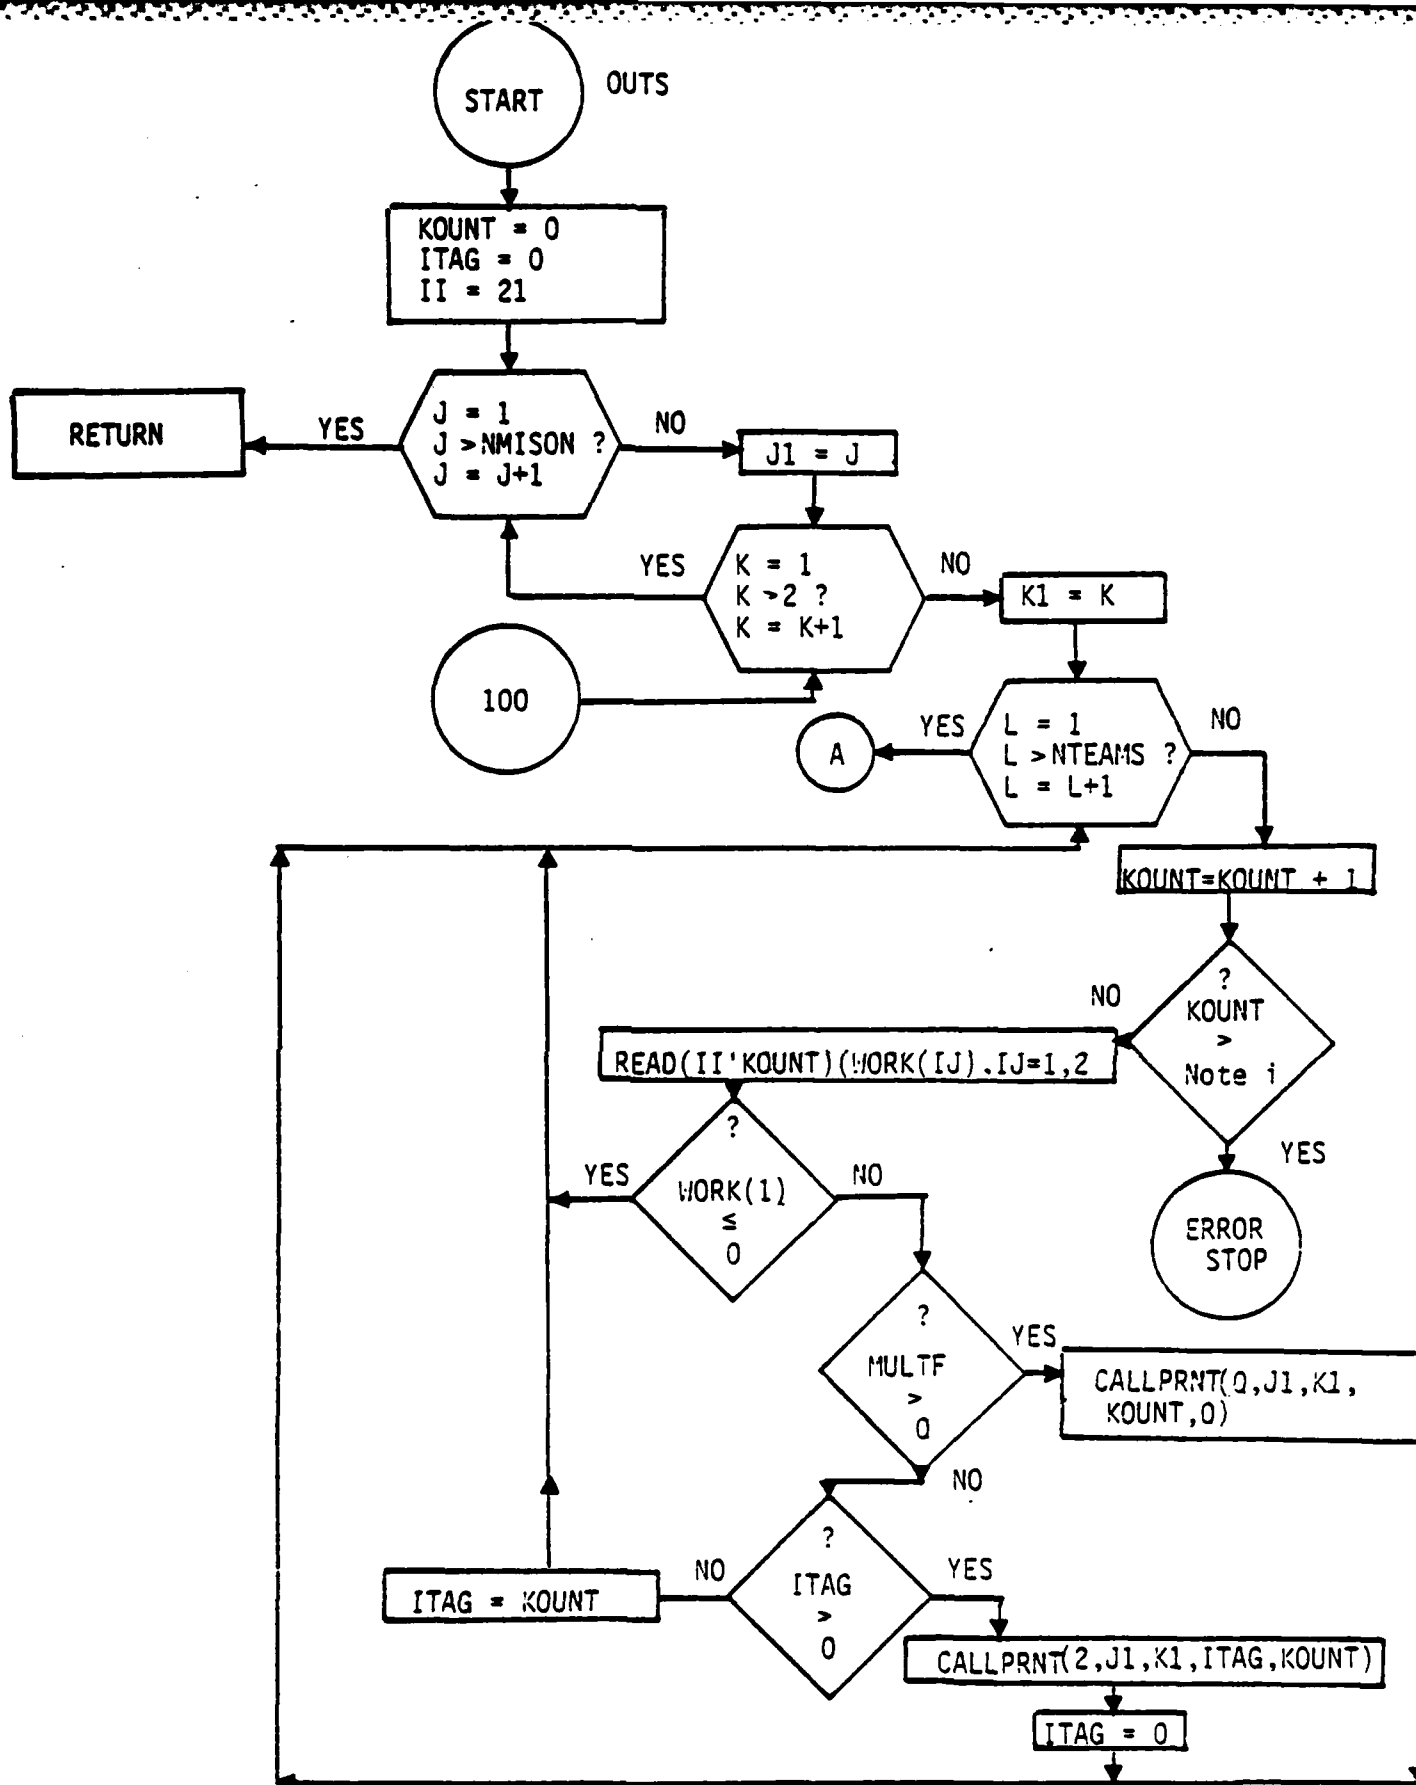 START
OUTS
KOUNT = 0
ITAG = 0
II = 21
RETURN
YES
J = 1
J >NMISON ?
J = J+1
NO
J1 = J
YES
K = 1
K >2 ?
K = K+1
NO
K1 = K
100
A
YES
L = 1
L >NTEAMS ?
L = L+1
NO
KOUNT=KOUNT + 1
NO
?
KOUNT
>
Note i
READ(II'KOUNT)(WORK(IJ).IJ=1,2
YES
ERROR
STOP
YES
?
WORK(1)
≤
0
NO
?
MULTF
>
0
YES
CALLPRNT(0,J1,K1,
KOUNT,0)
NO
ITAG = KOUNT
NO
?
ITAG
>
0
YES
CALLPRNT(2,J1,K1,ITAG,KOUNT)
ITAG = 0